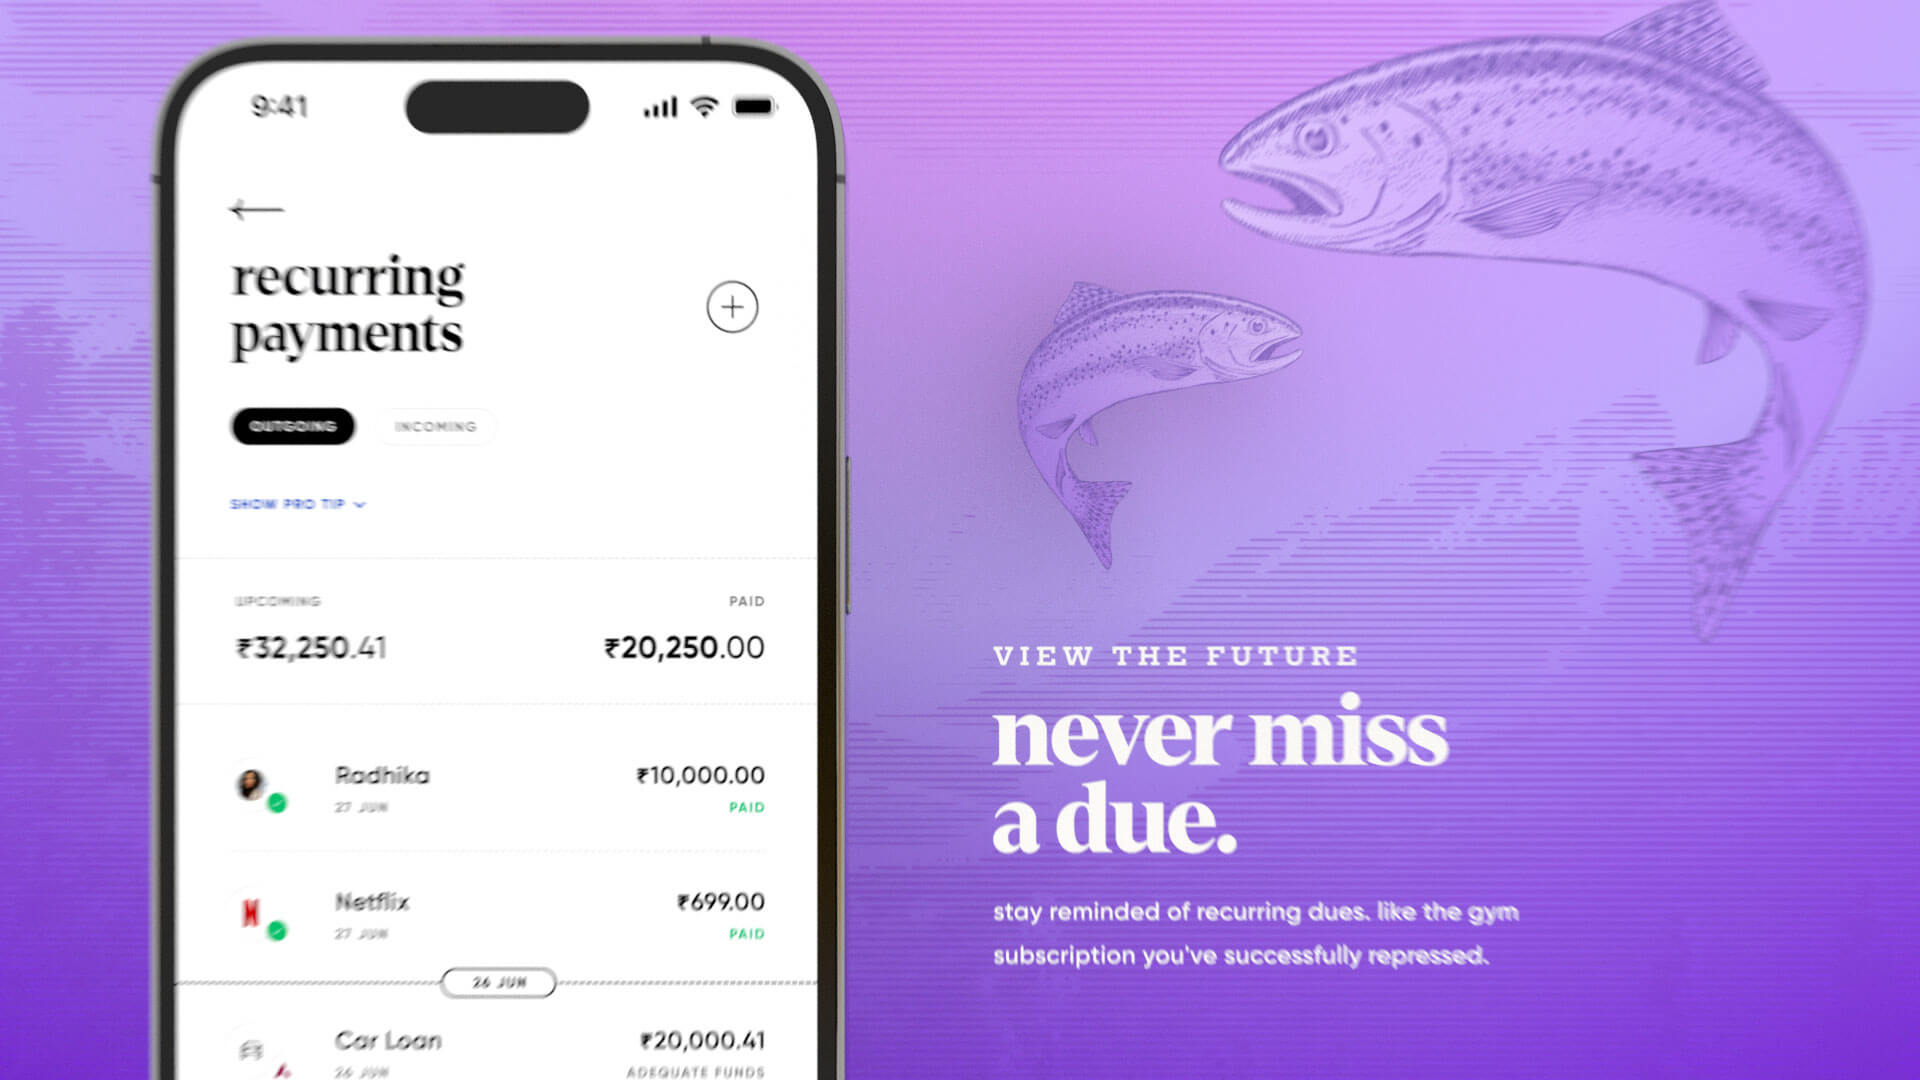 9:41
recurring
payments
OUTGOING INCOMING
SHOW PRO TIP
UPCOMING PAID
₹32,250.41 ₹20,250.00
Radhika ₹10,000.00
27 JUN PAID
Netflix ₹699.00
27 JUN PAID
26 JUN
Car Loan ₹20,000.41
26 JUN ADEQUATE FUNDS
VIEW THE FUTURE
never miss
a due.
stay reminded of recurring dues. like the gym
subscription you've successfully repressed.